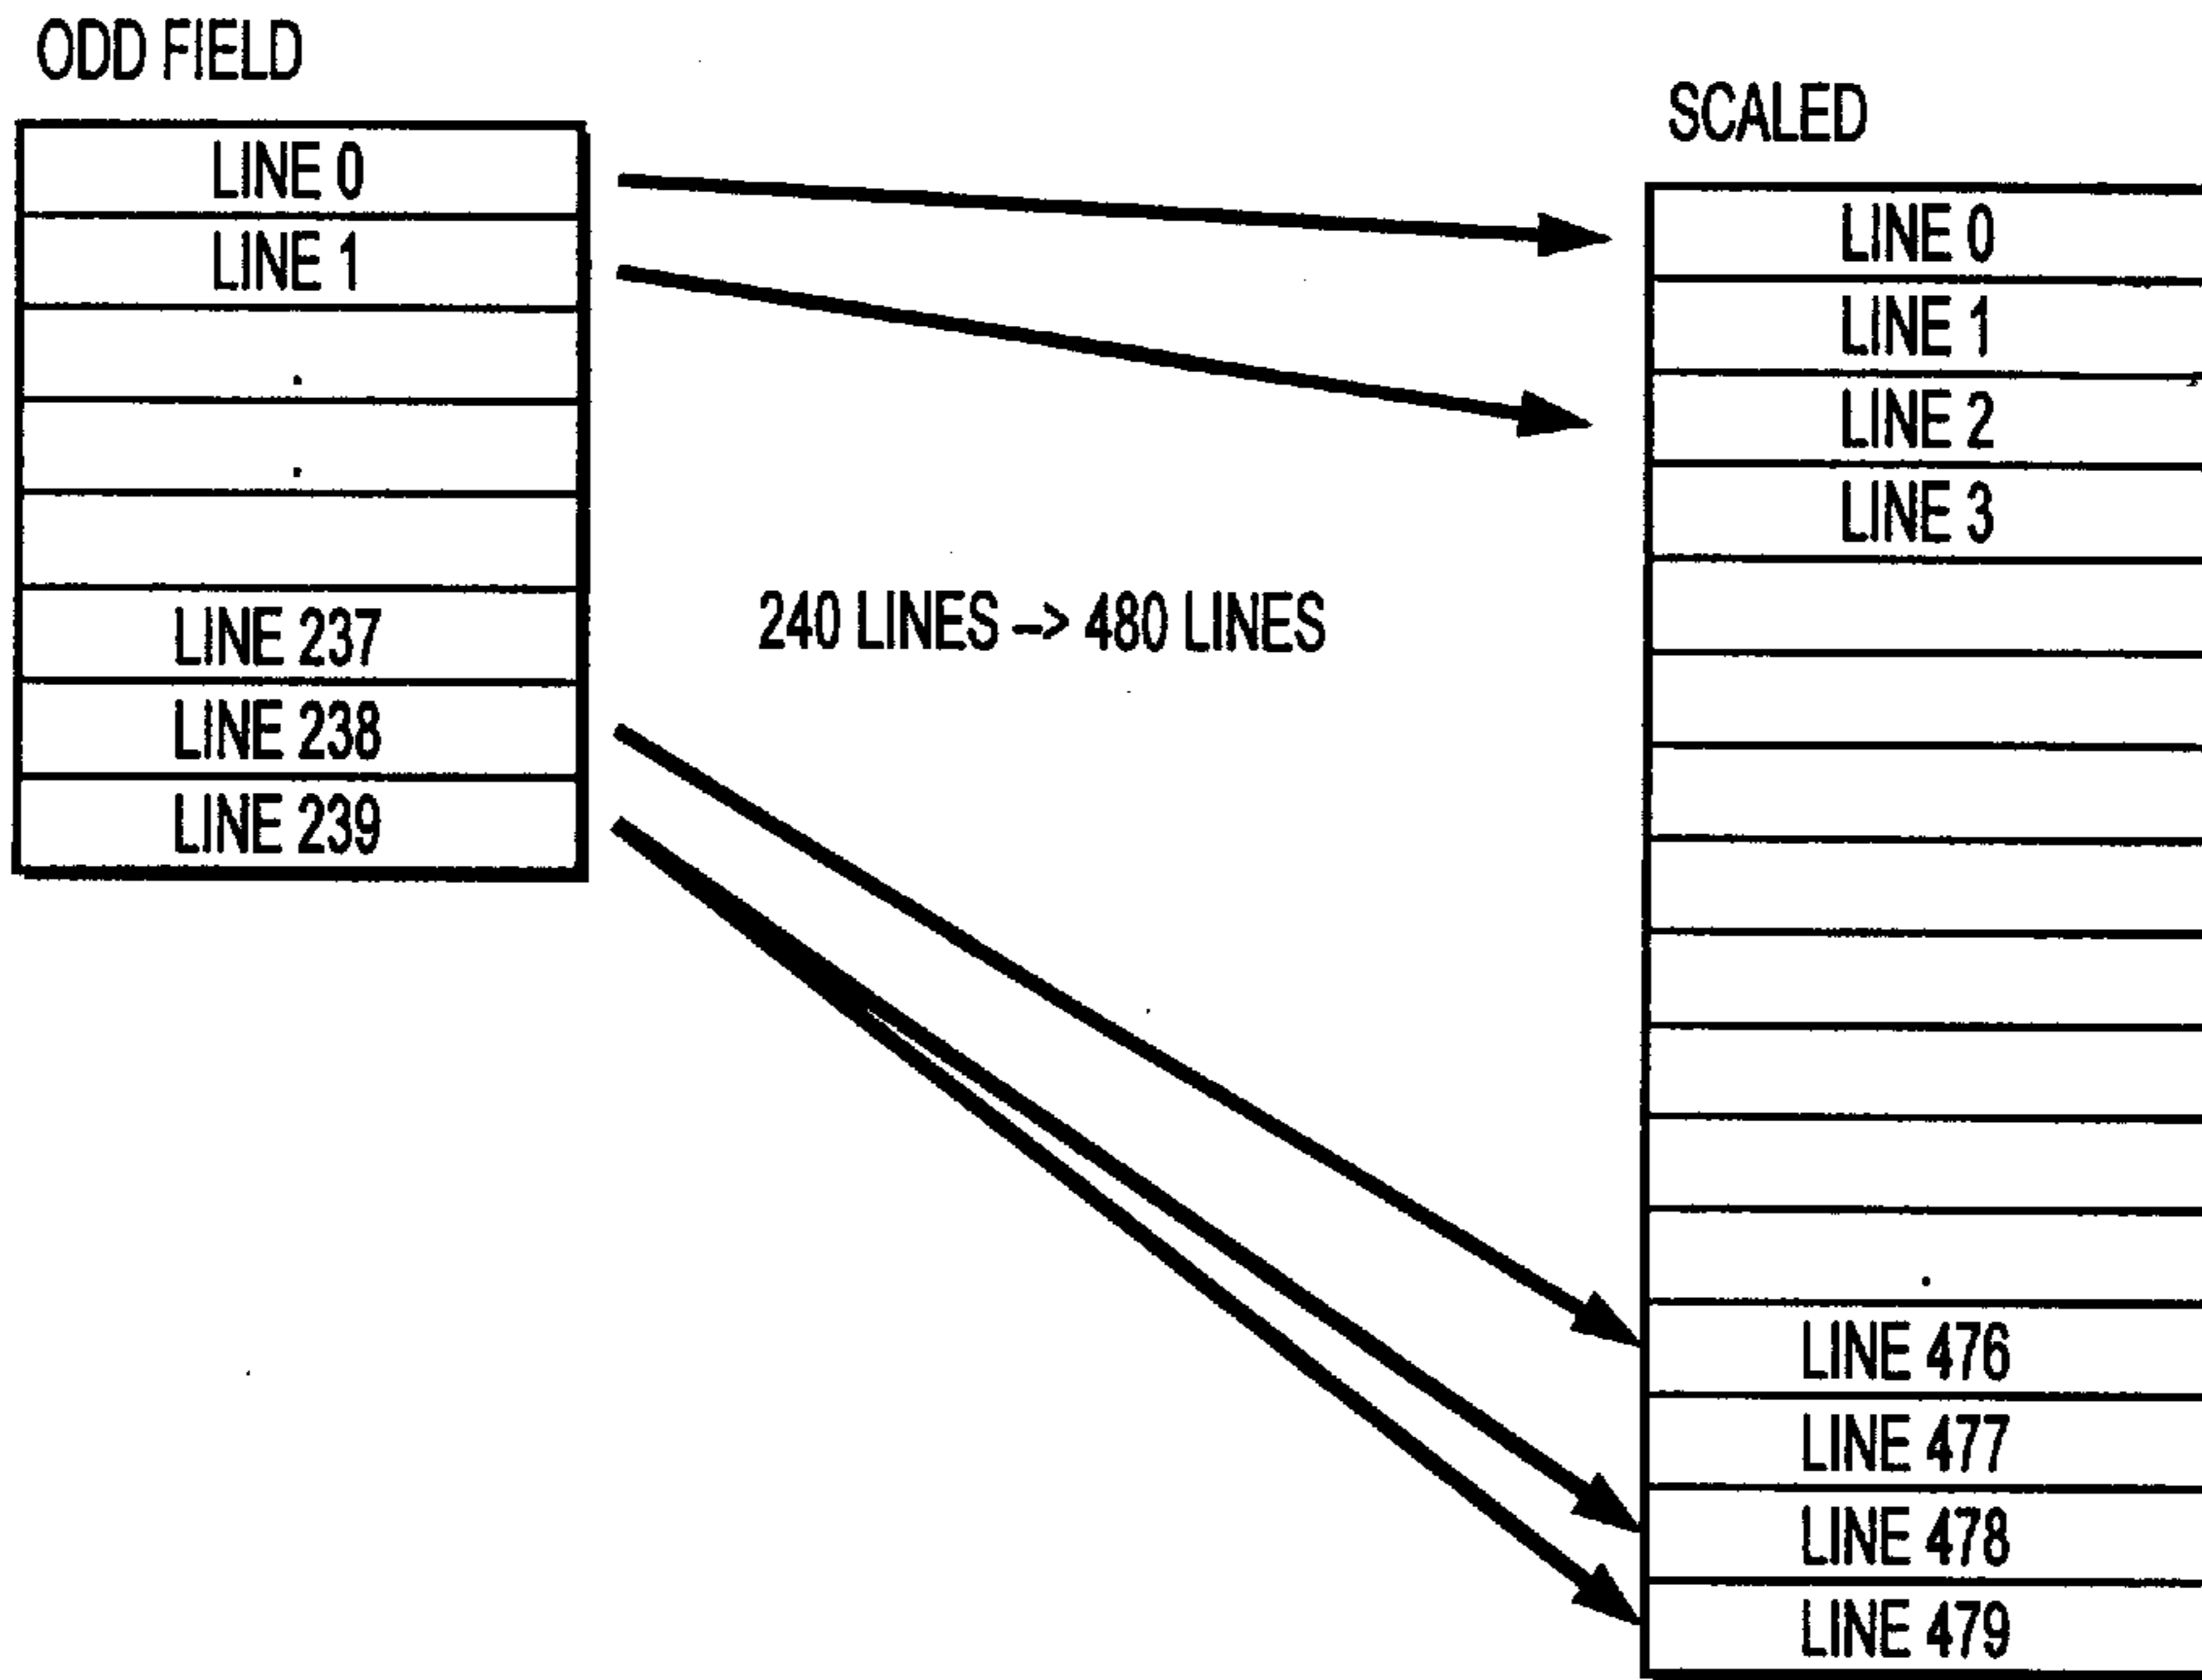 ODD FIELD
LINE 0
LINE 1
.
.
LINE 237
LINE 238
LINE 239
240 LINES -> 480 LINES
SCALED
LINE 0
LINE 1
LINE 2
LINE 3
.
LINE 476
LINE 477
LINE 478
LINE 479